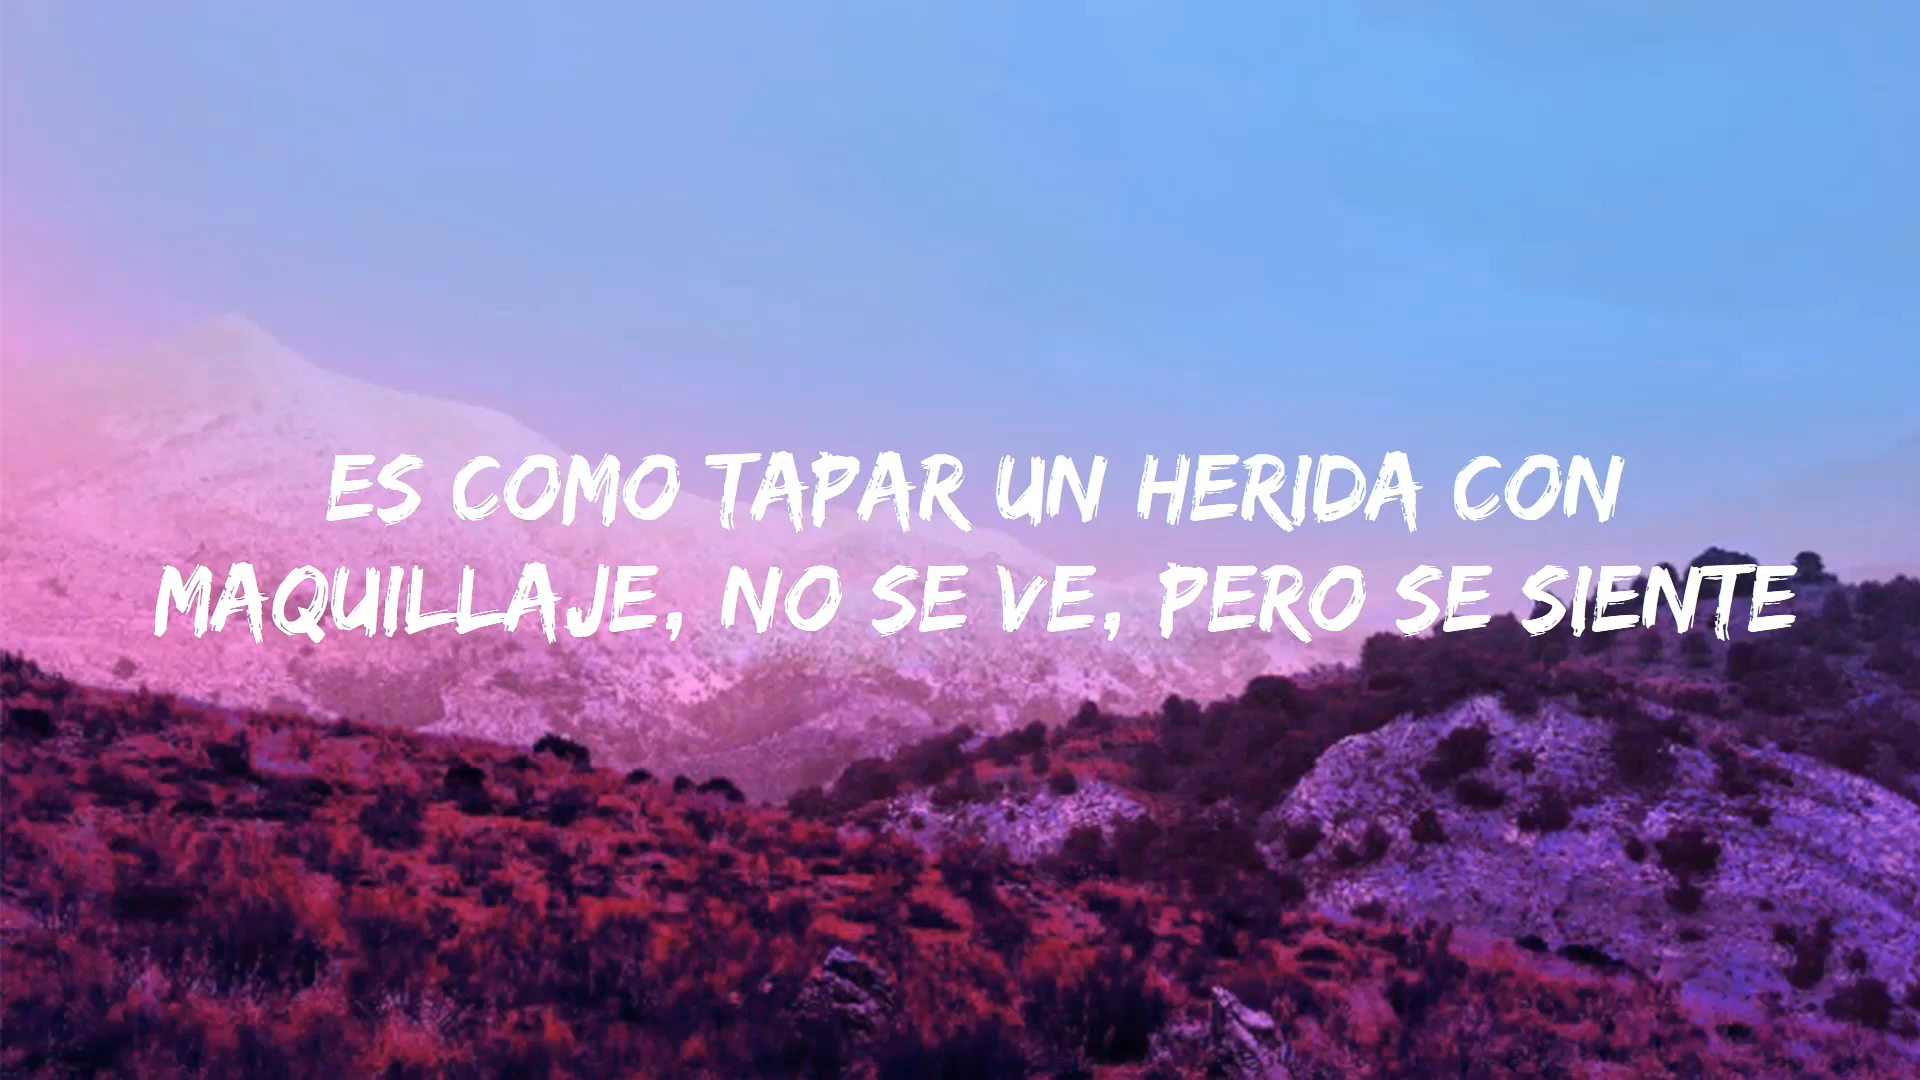 ES COMO TAPAR UN HERIDA CON
MAQUILLAJE, NO SE VE, PERO SE SIENTE